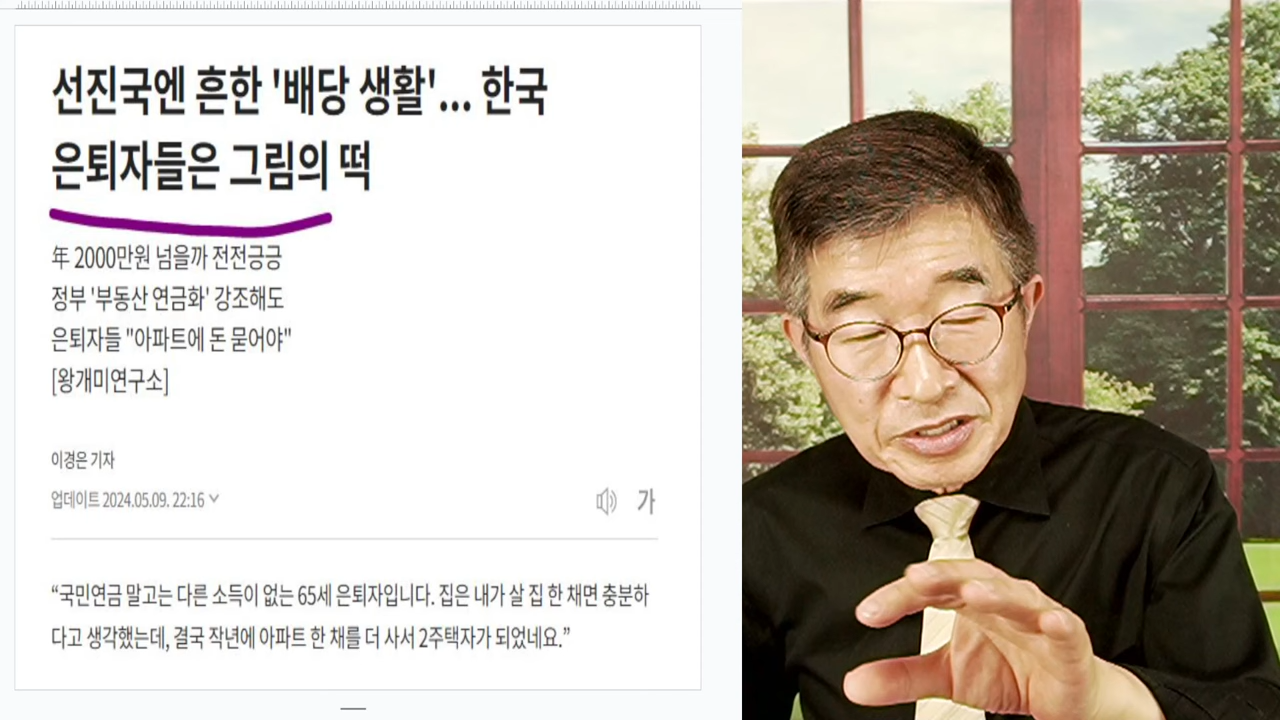 선진국엔 흔한 '배당 생활'... 한국
은퇴자들은 그림의 떡
年 2000만원 넘을까 전전긍긍
정부 '부동산 연금화' 강조해도
은퇴자들 "아파트에 돈 묻어야"
[왕개미연구소]
이경은 기자
업데이트 2024.05.09. 22:16
가
“국민연금 말고는 다른 소득이 없는 65세 은퇴자입니다. 집은 내가 살 집 한 채면 충분하
다고 생각했는데, 결국 작년에 아파트 한 채를 더 사서 2주택자가 되었네요.”